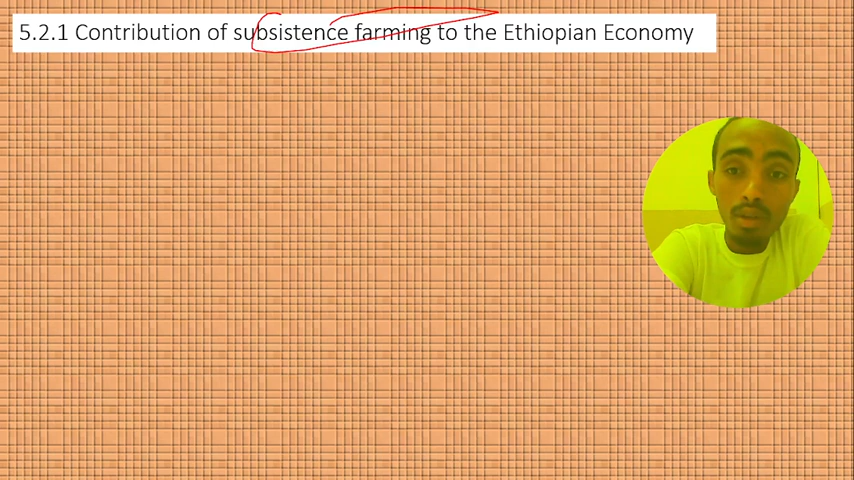 5.2.1 Contribution of subsistence farming to the Ethiopian Economy